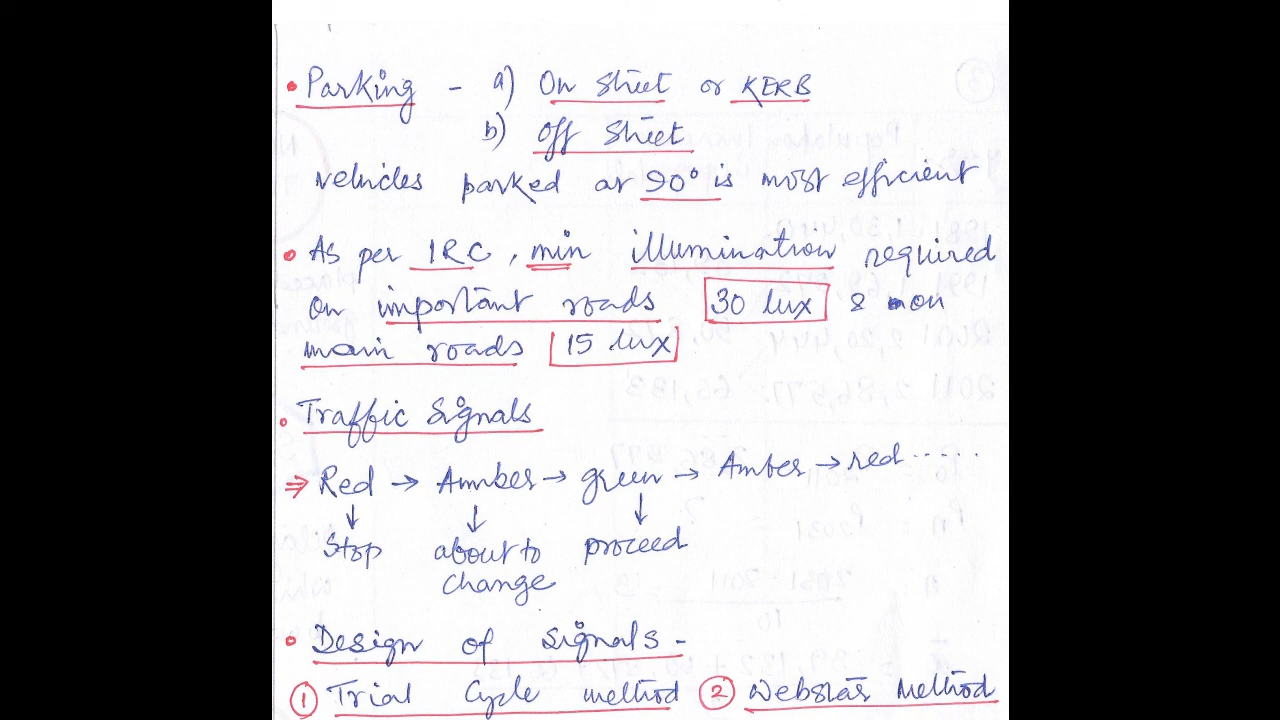 • Parking - a) On Street or KERB
b) Off Street
vehicles parked at 90° is most efficient
• As per IRC, min illumination required
on important roads 30 lux & on
main roads 15 lux
• Traffic Signals
⇒ Red → Amber → green → Amber → red ......
↓ ↓ ↓
Stop about to proceed
change
• Design of Signals -
① Trial Cycle method ② Webstar Method